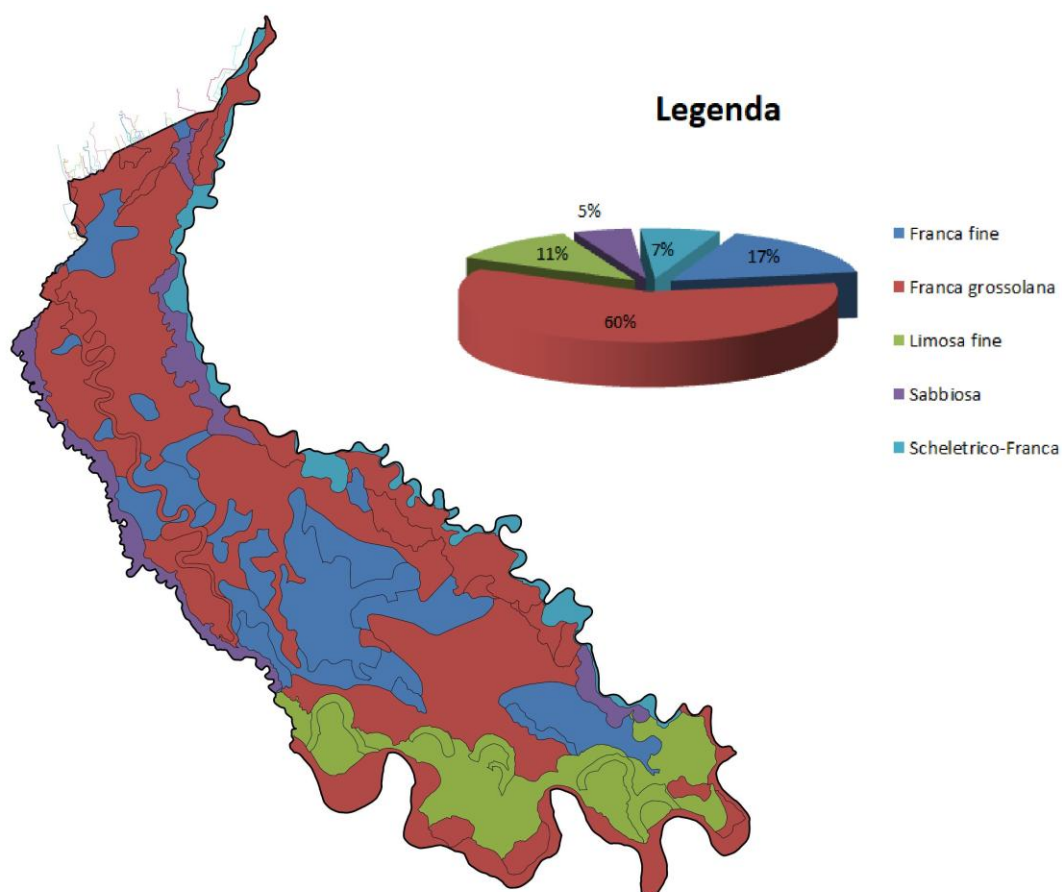 Legenda
5%
7%
11%
17%
60%
Franca fine
Franca grossolana
Limosa fine
Sabbiosa
Scheletrico-Franca